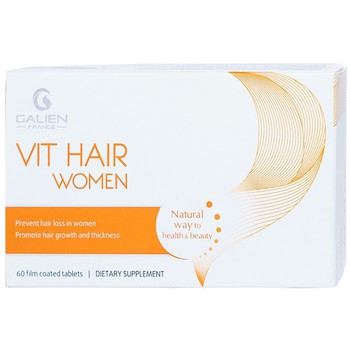 GALIEN
FRANCE
VIT HAIR
WOMEN
Prevent hair loss in women
Promote hair growth and thickness.
Natural
way to
health & beauty
60 film coated tablets | DIETARY SUPPLEMENT